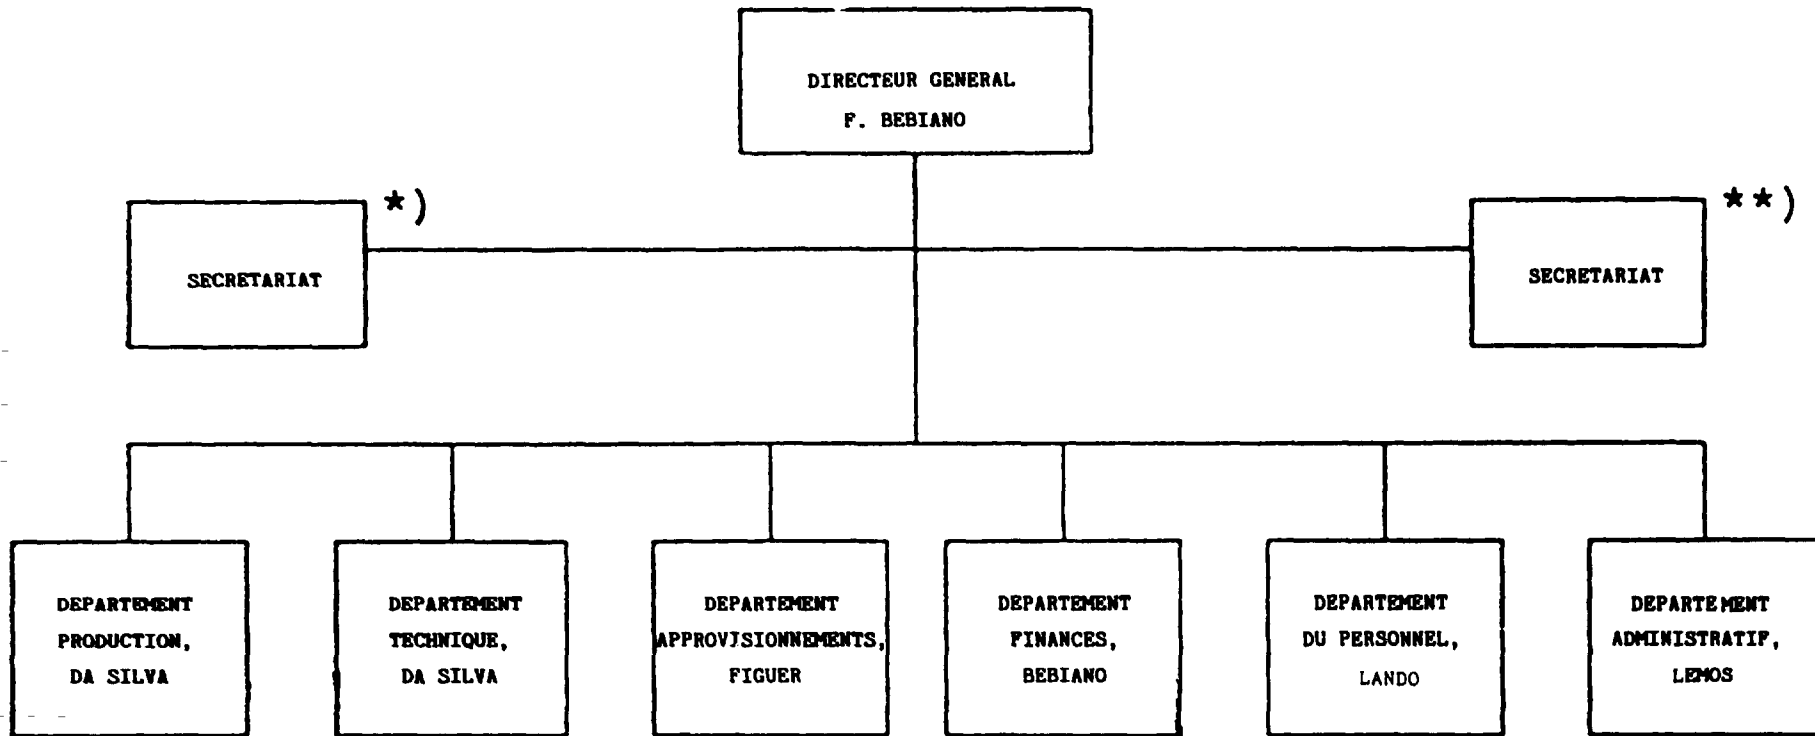 DIRECTEUR GENERAL
F. BEBIANO
*)
SECRETARIAT
**)
SECRETARIAT
DEPARTEMENT
PRODUCTION,
DA SILVA
DEPARTEMENT
TECHNIQUE,
DA SILVA
DEPARTEMENT
APPROVISIONNEMENTS,
FIGUER
DEPARTEMENT
FINANCES,
BEBIANO
DEPARTEMENT
DU PERSONNEL,
LANDO
DEPARTEMENT
ADMINISTRATIF,
LEMOS